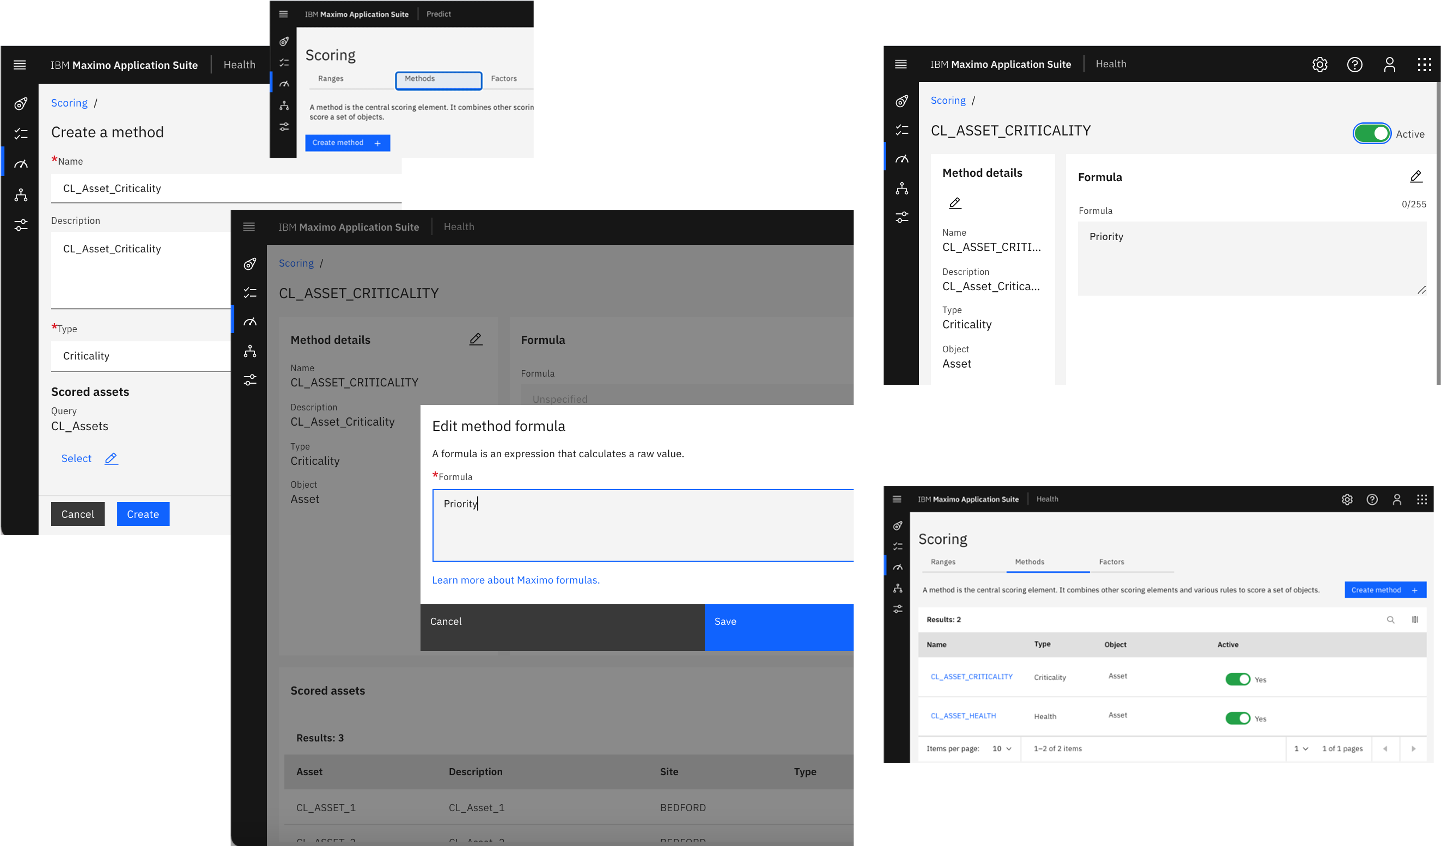 IBM Maximo Application Suite Predict
Scoring
Ranges Methods Factors
A method is the central scoring element. It combines other scorin
score a set of objects.
Create method +
IBM Maximo Application Suite Health
Scoring /
Create a method
*Name
CL_Asset_Criticality
Description
CL_Asset_Criticality
*Type
Criticality
Scored assets
Query
CL_Assets
Select
Cancel Create
IBM Maximo Application Suite Health
Scoring /
CL_ASSET_CRITICALITY
Method details
Name
CL_ASSET_CRITICALITY
Description
CL_Asset_Criticality
Type
Criticality
Object
Asset
Formula
Formula
Unspecified
Edit method formula
A formula is an expression that calculates a raw value.
*Formula
Priority
Learn more about Maximo formulas.
Cancel Save
Scored assets
Results: 3
Asset Description Site Type
CL_ASSET_1 CL_Asset_1 BEDFORD
IBM Maximo Application Suite Health
Scoring /
CL_ASSET_CRITICALITY
Active
Method details
Name
CL_ASSET_CRITI...
Description
CL_Asset_Critica...
Type
Criticality
Object
Asset
Formula
Formula 0/255
Priority
IBM Maximo Application Suite Health
Scoring
Ranges Methods Factors
A method is the central scoring element. It combines other scoring elements and various rules to score a set of objects.
Create method +
Results: 2
Name Type Object Active
CL_ASSET_CRITICALITY Criticality Asset Yes
CL_ASSET_HEALTH Health Asset Yes
Items per page: 10 1–2 of 2 items 1 1 of 1 pages